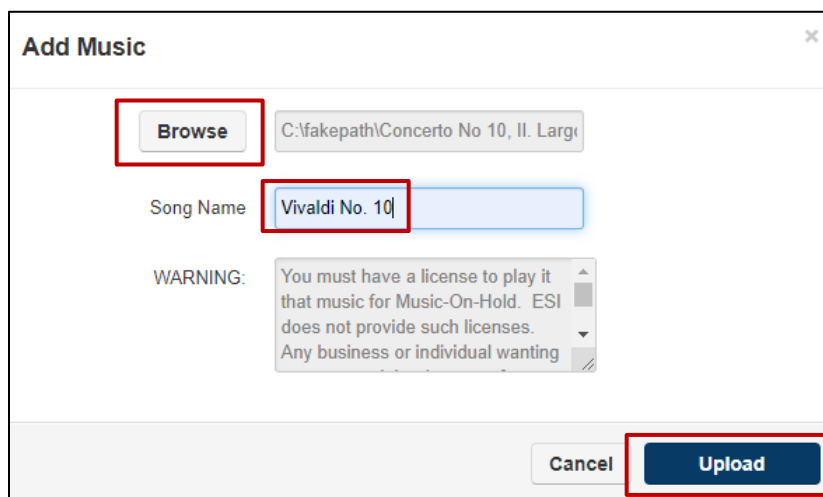 Add Music
×
Browse
C:\fakepath\Concerto No 10, II. Larg
Song Name
Vivaldi No. 10
WARNING:
You must have a license to play it
that music for Music-On-Hold. ESI
does not provide such licenses.
Any business or individual wanting
Cancel
Upload